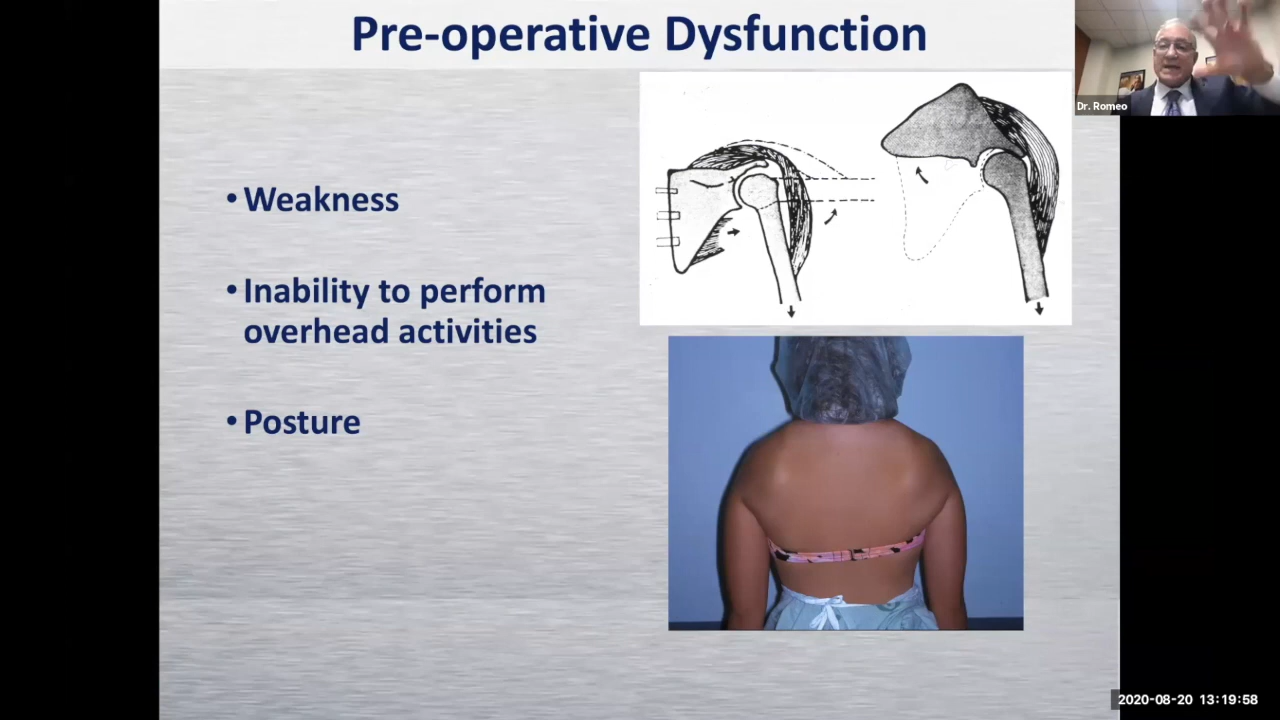 Pre-operative Dysfunction
Dr. Romeo
• Weakness
• Inability to perform
overhead activities
• Posture
2020-08-20 13:19:58